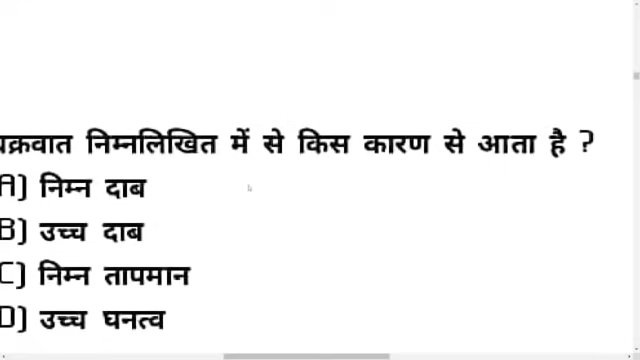 चक्रवात निम्नलिखित में से किस कारण से आता है ?
A) निम्न दाब
B) उच्च दाब
C) निम्न तापमान
D) उच्च घनत्व